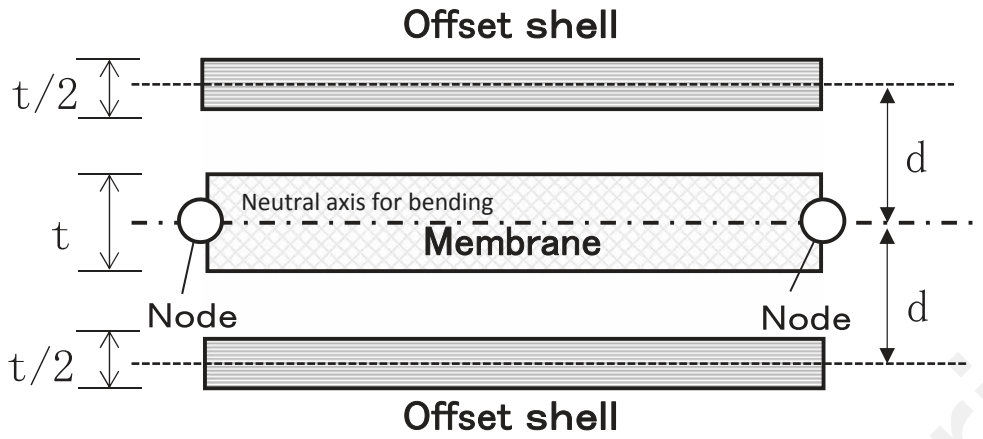 Offset shell
t/2
d
Neutral axis for bending
t
Membrane
Node
Node
d
t/2
Offset shell